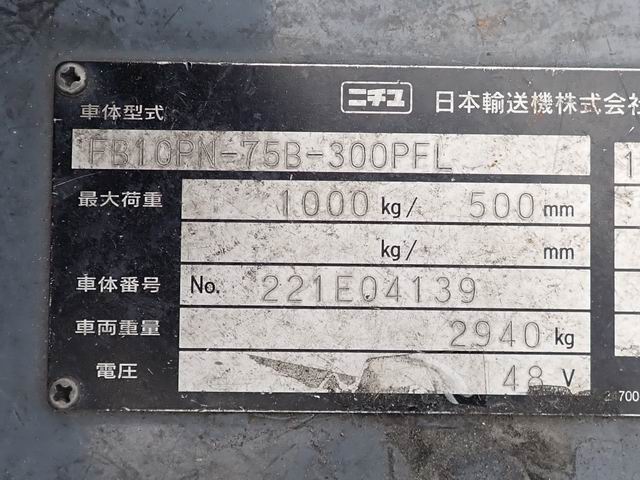 ニチユ 日本輸送機株式会社
車体型式
FB10PN-75B-300PFL
最大荷重 1000 kg/ 500 mm
kg/ mm
車体番号 No. 221E04139
車両重量 2940 kg
電圧 48 V